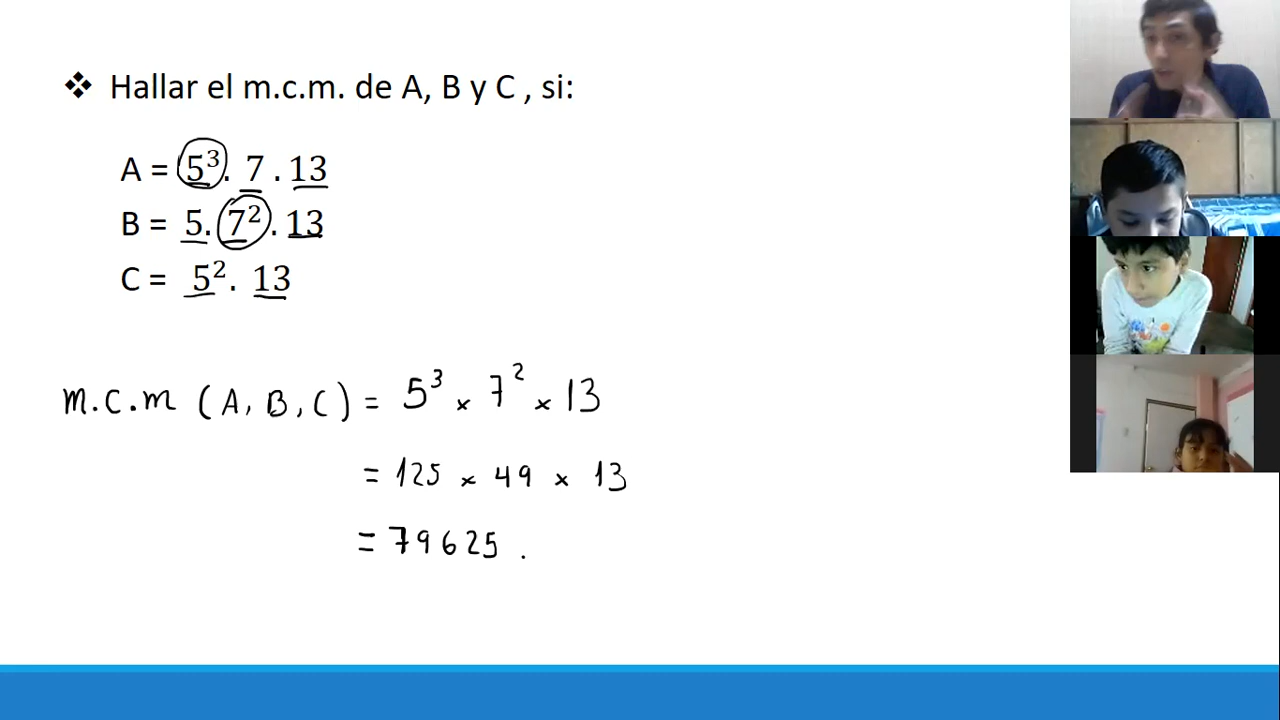 ❖ Hallar el m.c.m. de A, B y C , si:
A = 5³. 7 . 13
B = 5. 7² . 13
C = 5² . 13
m.c.m (A, B, C) = 5³ × 7² × 13
= 125 × 49 × 13
= 79625 .